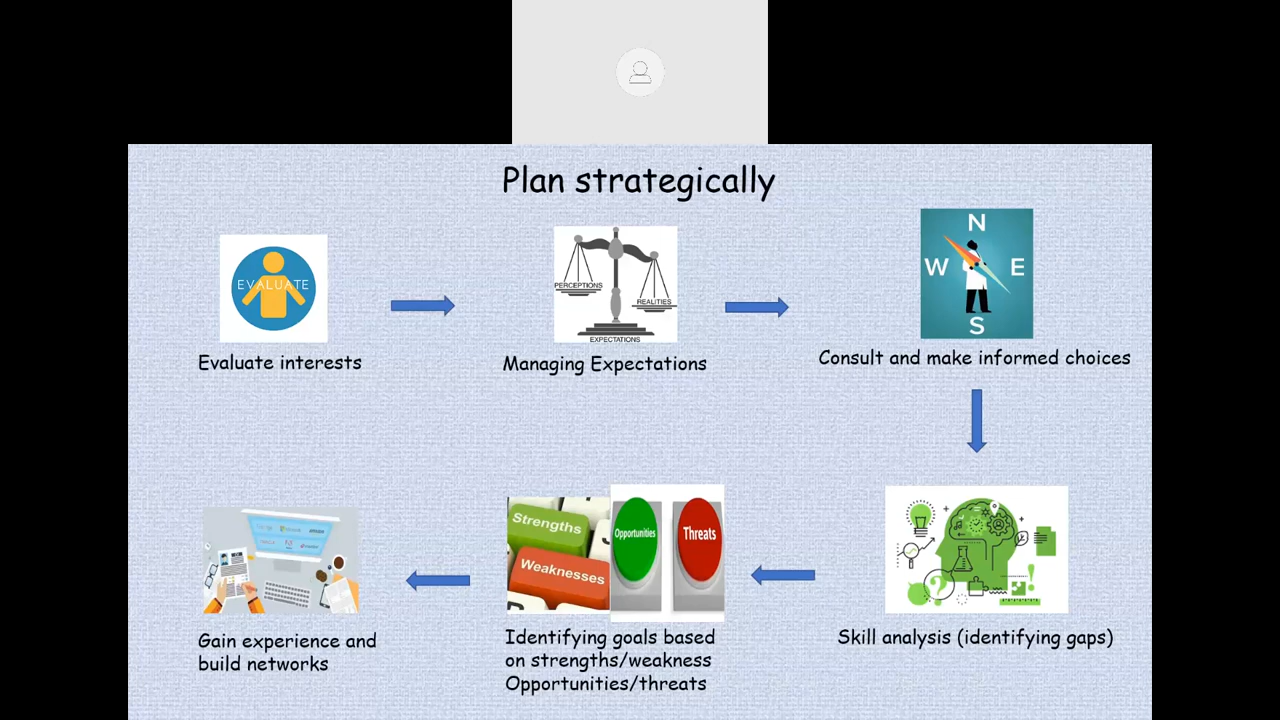 Plan strategically
EVALUATE
Evaluate interests
PERCEPTIONS
REALITIES
EXPECTATIONS
Managing Expectations
N
W E
S
Consult and make informed choices
Skill analysis (identifying gaps)
Strengths
Weaknesses
Opportunities
Threats
Identifying goals based
on strengths/weakness
Opportunities/threats
Gain experience and
build networks